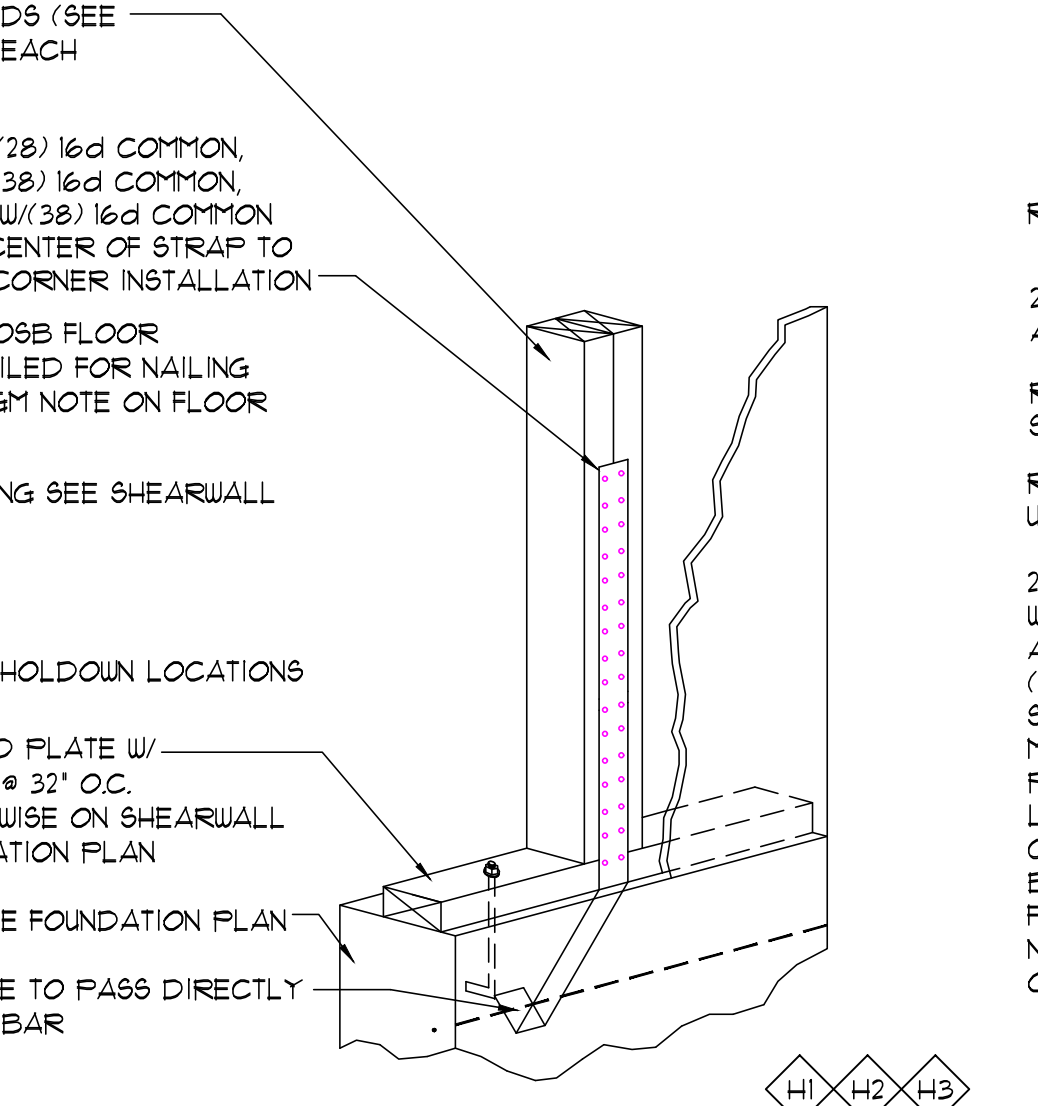 DS (SEE
EACH
(28) 16d COMMON,
38) 16d COMMON,
W/(38) 16d COMMON
CENTER OF STRAP TO
CORNER INSTALLATION
OSB FLOOR
ILED FOR NAILING
GM NOTE ON FLOOR
NG SEE SHEARWALL
HOLDOWN LOCATIONS
D PLATE W/
@ 32" O.C.
WISE ON SHEARWALL
ATION PLAN
E FOUNDATION PLAN
E TO PASS DIRECTLY
BAR
H1 H2 H3
R
2
A
R
S
R
U
2
W
A
(
S
M
F
L
O
E
F
N
O